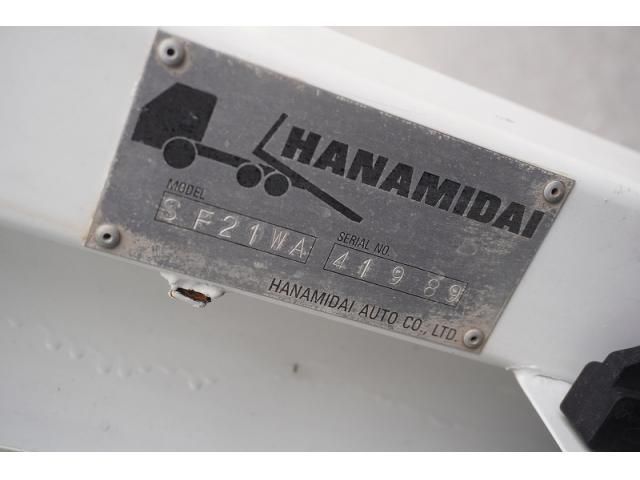 HANAMIDAI
MODEL
SF21WA
SERIAL NO.
41989
HANAMIDAI AUTO CO., LTD.